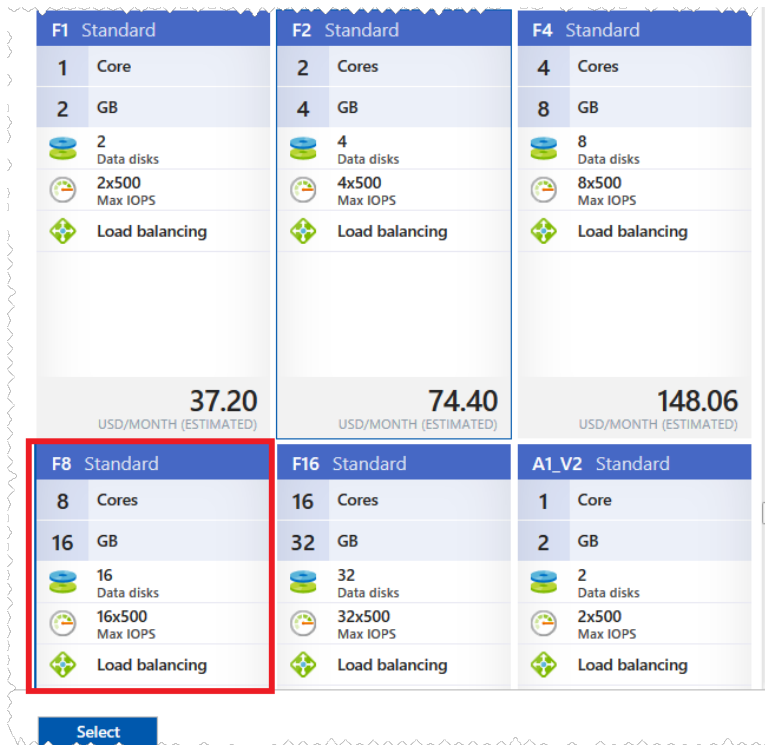 F1 Standard
1 Core
2 GB
2
Data disks
2x500
Max IOPS
Load balancing
37.20
USD/MONTH (ESTIMATED)
F2 Standard
2 Cores
4 GB
4
Data disks
4x500
Max IOPS
Load balancing
74.40
USD/MONTH (ESTIMATED)
F4 Standard
4 Cores
8 GB
8
Data disks
8x500
Max IOPS
Load balancing
148.06
USD/MONTH (ESTIMATED)
F8 Standard
8 Cores
16 GB
16
Data disks
16x500
Max IOPS
Load balancing
F16 Standard
16 Cores
32 GB
32
Data disks
32x500
Max IOPS
Load balancing
A1_V2 Standard
1 Core
2 GB
2
Data disks
2x500
Max IOPS
Load balancing
Select